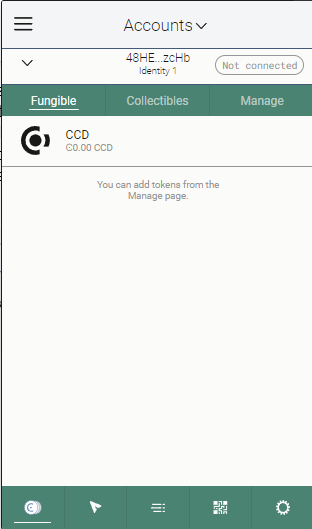 Accounts
48HE...zcHb
Identity 1
Not connected
Fungible
Collectibles
Manage
CCD
Ͼ0.00 CCD
You can add tokens from the
Manage page.